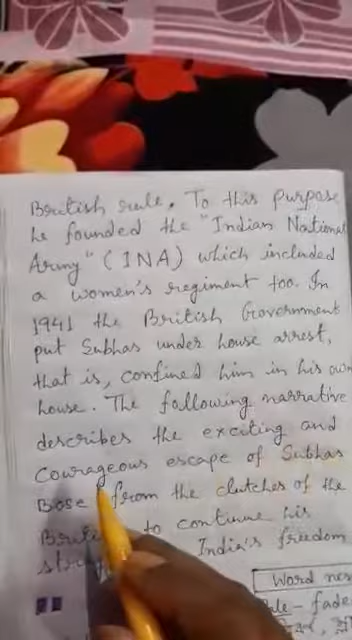 British rule. To this purpose
he founded the "Indian National
Army" (INA) which included
a women's regiment too. In
1941 the British Government
put Subhas under house arrest,
that is, confined him in his own
house. The following narrative
describes the exciting and
courageous escape of Subhas
Bose from the clutches of the
to continue his
India's freedom
Word
- fade